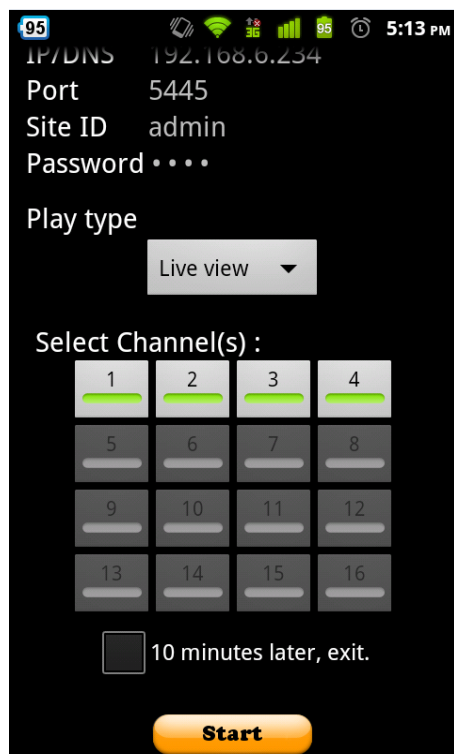 95 3G 95 5:13 PM
IP/DNS 192.168.6.234
Port 5445
Site ID admin
Password ••••
Play type
Live view
Select Channel(s) :
1 2 3 4
5 6 7 8
9 10 11 12
13 14 15 16
10 minutes later, exit.
Start